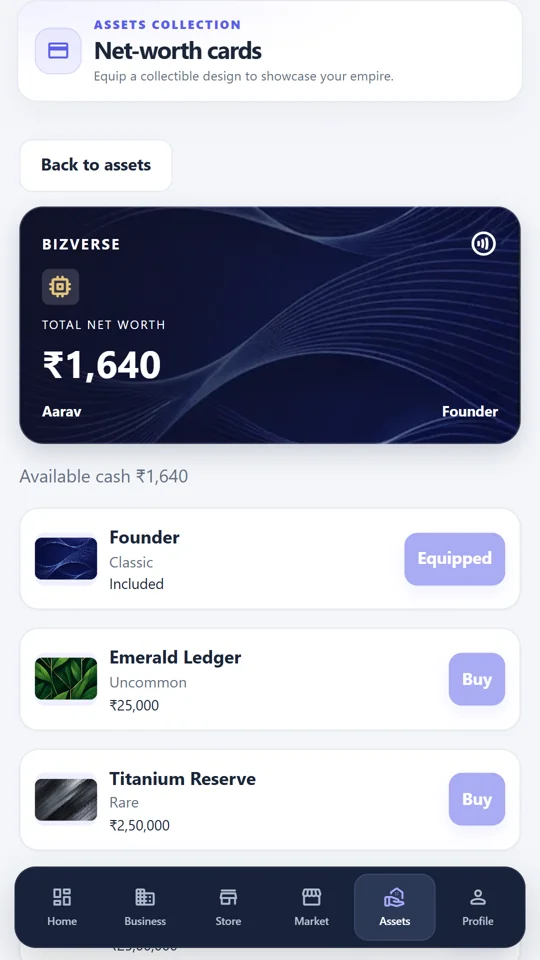 ASSETS COLLECTION
Net-worth cards
Equip a collectible design to showcase your empire.
Back to assets
BIZVERSE
TOTAL NET WORTH
₹1,640
Aarav
Founder
Available cash ₹1,640
Founder
Classic
Included
Equipped
Emerald Ledger
Uncommon
₹25,000
Buy
Titanium Reserve
Rare
₹2,50,000
Buy
Home
Business
Store
Market
Assets
Profile